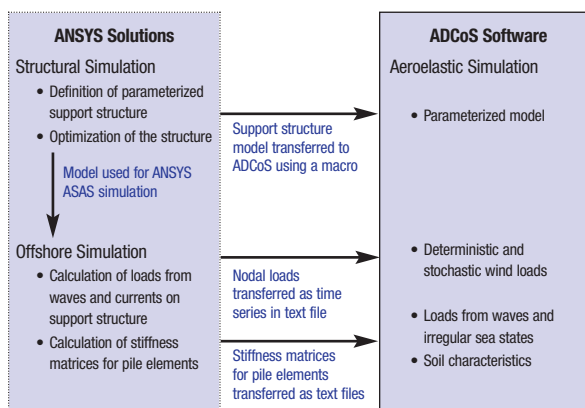 ANSYS Solutions
Structural Simulation
• Definition of parameterized
support structure
• Optimization of the structure
Model used for ANSYS
ASAS simulation
Offshore Simulation
• Calculation of loads from
waves and currents on
support structure
• Calculation of stiffness
matrices for pile elements
Support structure
model transferred to
ADCoS using a macro
Nodal loads
transferred as time
series in text file
Stiffness matrices
for pile elements
transferred as text files
ADCoS Software
Aeroelastic Simulation
• Parameterized model
• Deterministic and
stochastic wind loads
• Loads from waves and
irregular sea states
• Soil characteristics